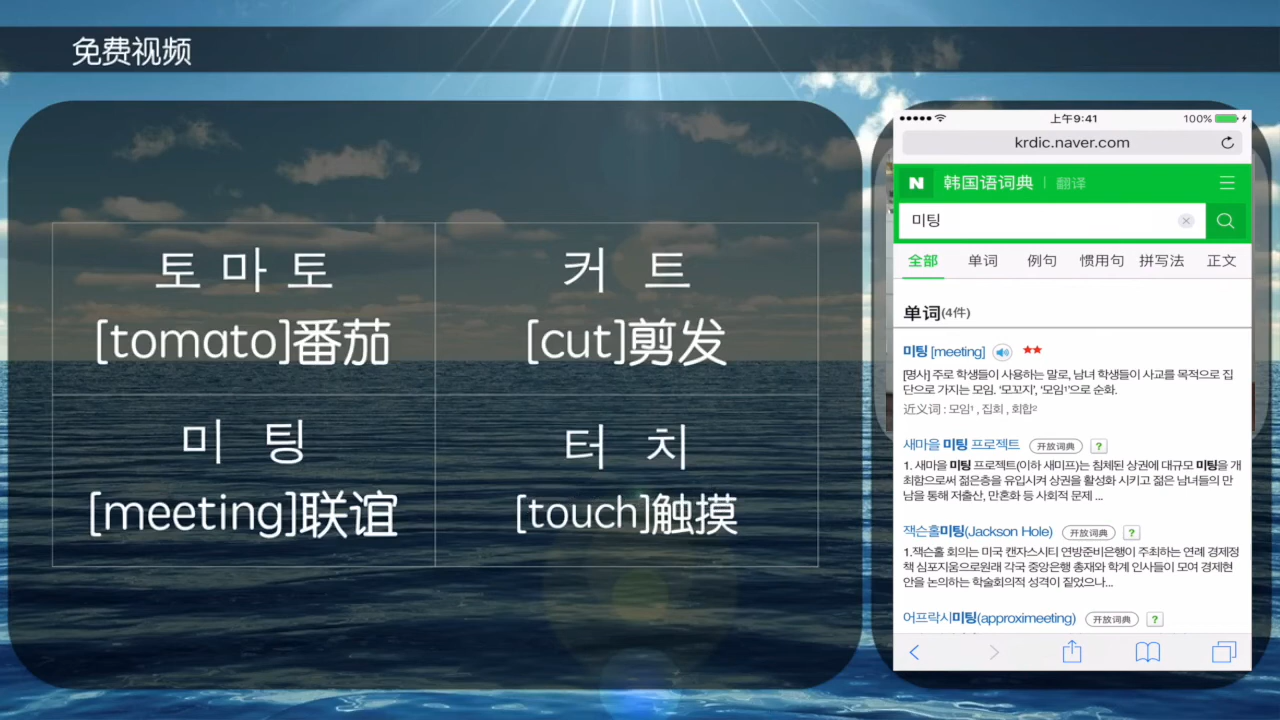 免费视频
토 마 토
[tomato]番茄
커 트
[cut]剪发
미 팅
[meeting]联谊
터 치
[touch]触摸
上午9:41
100%
krdic.naver.com
N 韩国语词典 翻译
미팅
全部 单词 例句 惯用句 拼写法 正文
单词(4件)
미팅 [meeting]
[명사] 주로 학생들이 사용하는 말로, 남녀 학생들이 사교를 목적으로 집
단으로 가지는 모임. ‘모꼬지’, ‘모임¹’으로 순화.
近义词 : 모임¹ , 집회 , 회합²
새마을 미팅 프로젝트 开放词典 ?
1. 새마을 미팅 프로젝트(이하 새미프)는 침체된 상권에 대규모 미팅을 개
최함으로써 젊은층을 유입시켜 상권을 활성화 시키고 젊은 남녀들의 만
남을 통해 저출산, 만혼화 등 사회적 문제 ...
잭슨홀미팅(Jackson Hole) 开放词典 ?
1.잭슨홀 회의는 미국 캔자스시티 연방준비은행이 주최하는 연례 경제정
책 심포지움으로원래 각국 중앙은행 총재와 학계 인사들이 모여 경제현
안을 논의하는 학술회의적 성격이 짙었으나...
어프락시미팅(approximeeting) 开放词典 ?